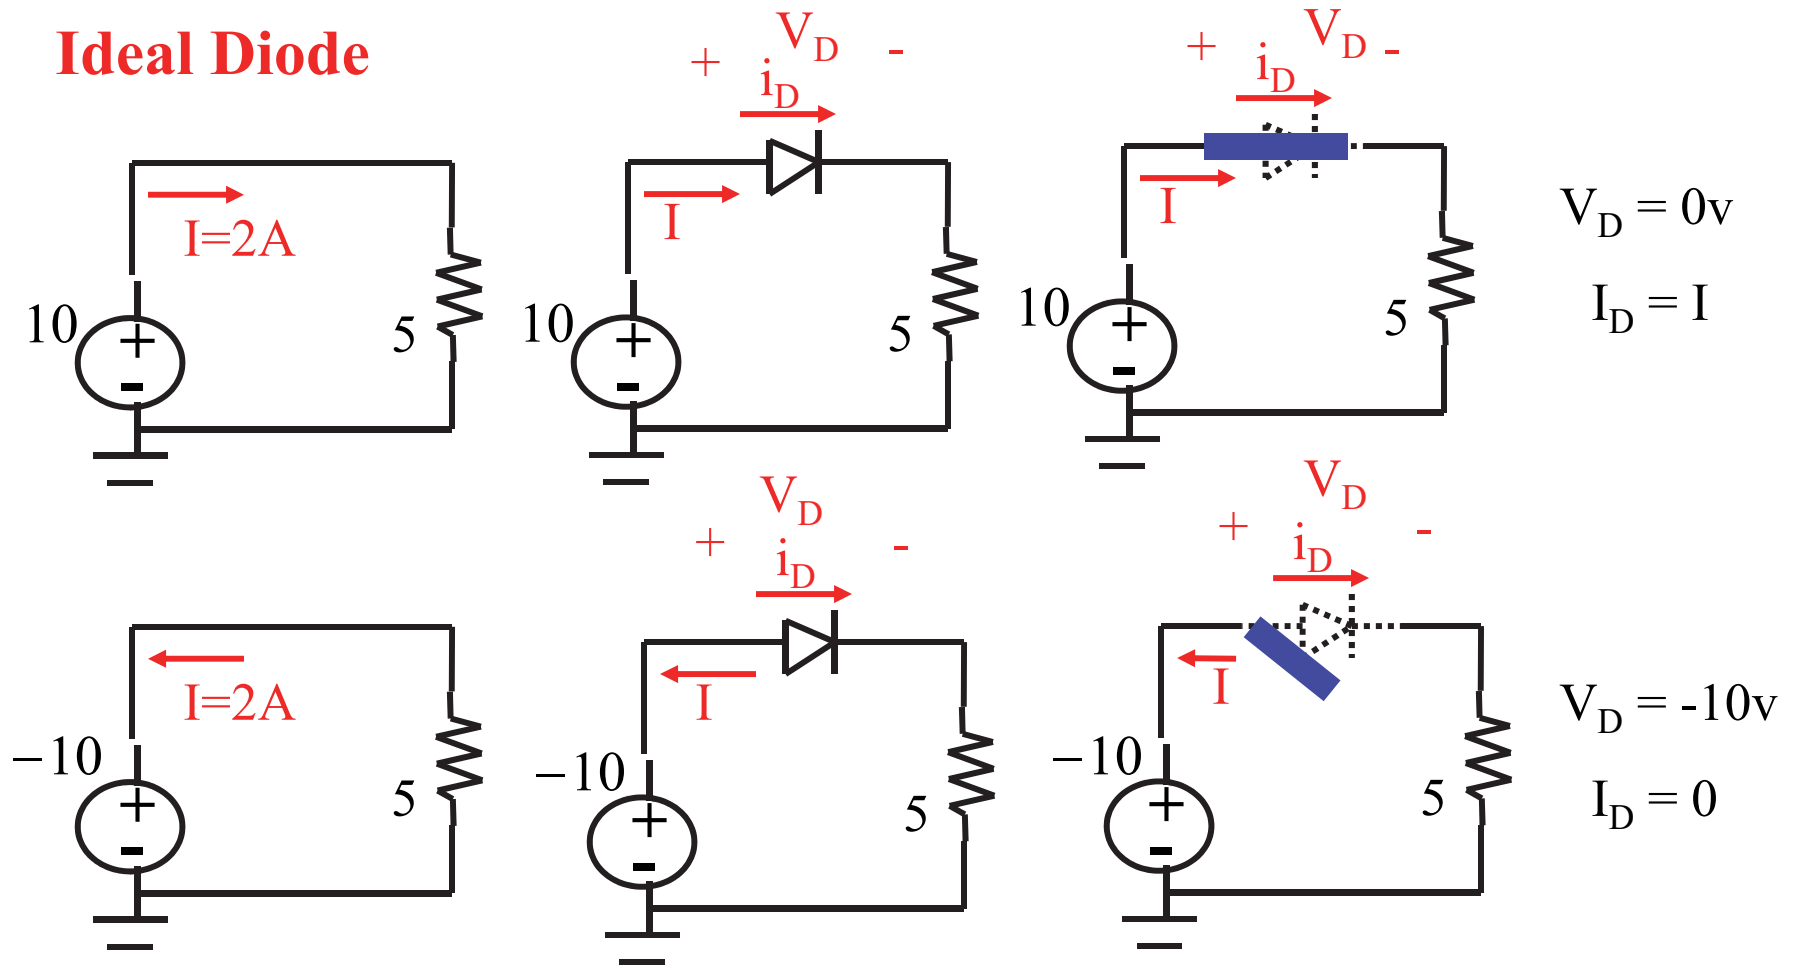 Ideal Diode
+ V_D -
i_D
+ V_D -
i_D
I=2A
I
I
V_D = 0v
I_D = I
10
+
-
5
10
+
-
5
10
+
-
5
V_D
+ i_D -
V_D
+ i_D -
I=2A
I
I
V_D = -10v
I_D = 0
–10
+
-
5
–10
+
-
5
–10
+
-
5